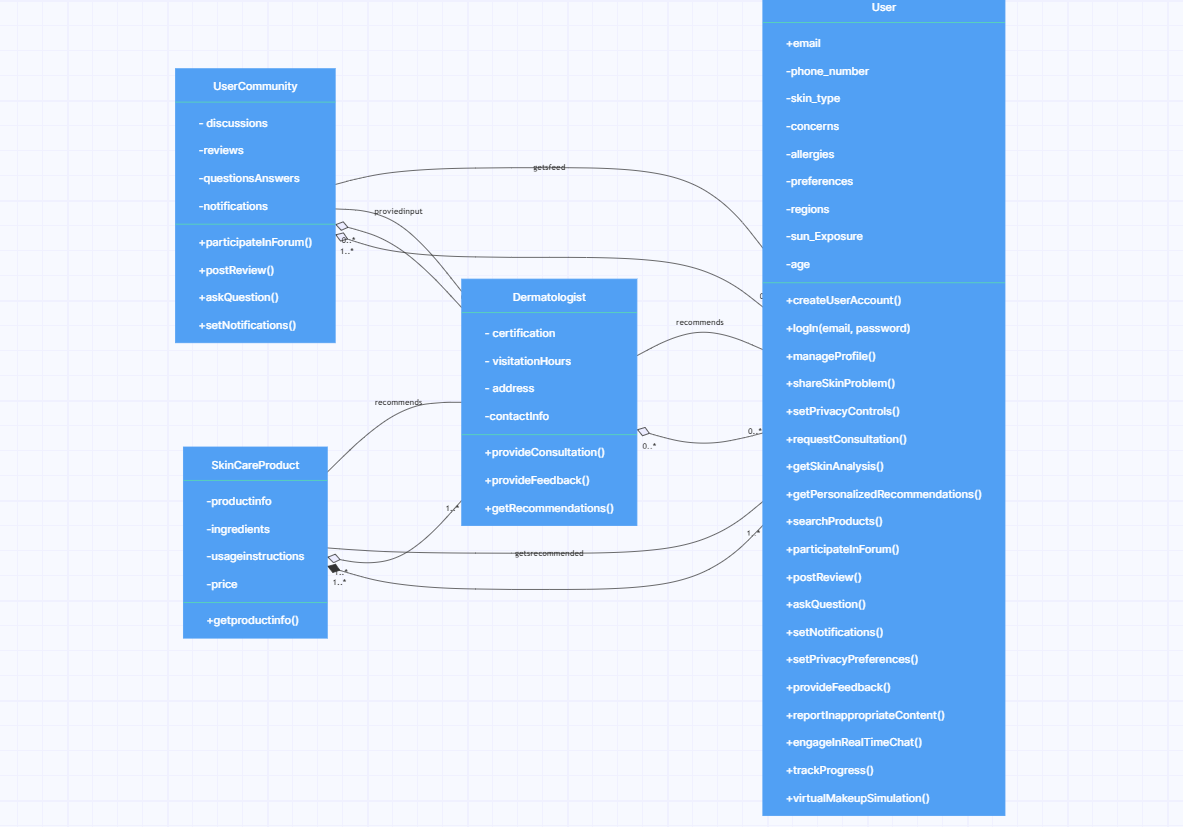 UserCommunity
- discussions
-reviews
-questionsAnswers
-notifications
+participateInForum()
+postReview()
+askQuestion()
+setNotifications()
getsfeed
proviedinput
0..*
1..*
Dermatologist
- certification
- visitationHours
- address
-contactInfo
+provideConsultation()
+provideFeedback()
+getRecommendations()
recommends
0..*
0..*
recommends
1..*
SkinCareProduct
-productinfo
-ingredients
-usageinstructions
-price
+getproductinfo()
getsrecommended
1..*
1..*
1..*
User
+email
-phone_number
-skin_type
-concerns
-allergies
-preferences
-regions
-sun_Exposure
-age
+createUserAccount()
+logIn(email, password)
+manageProfile()
+shareSkinProblem()
+setPrivacyControls()
+requestConsultation()
+getSkinAnalysis()
+getPersonalizedRecommendations()
+searchProducts()
+participateInForum()
+postReview()
+askQuestion()
+setNotifications()
+setPrivacyPreferences()
+provideFeedback()
+reportInappropriateContent()
+engageInRealTimeChat()
+trackProgress()
+virtualMakeupSimulation()